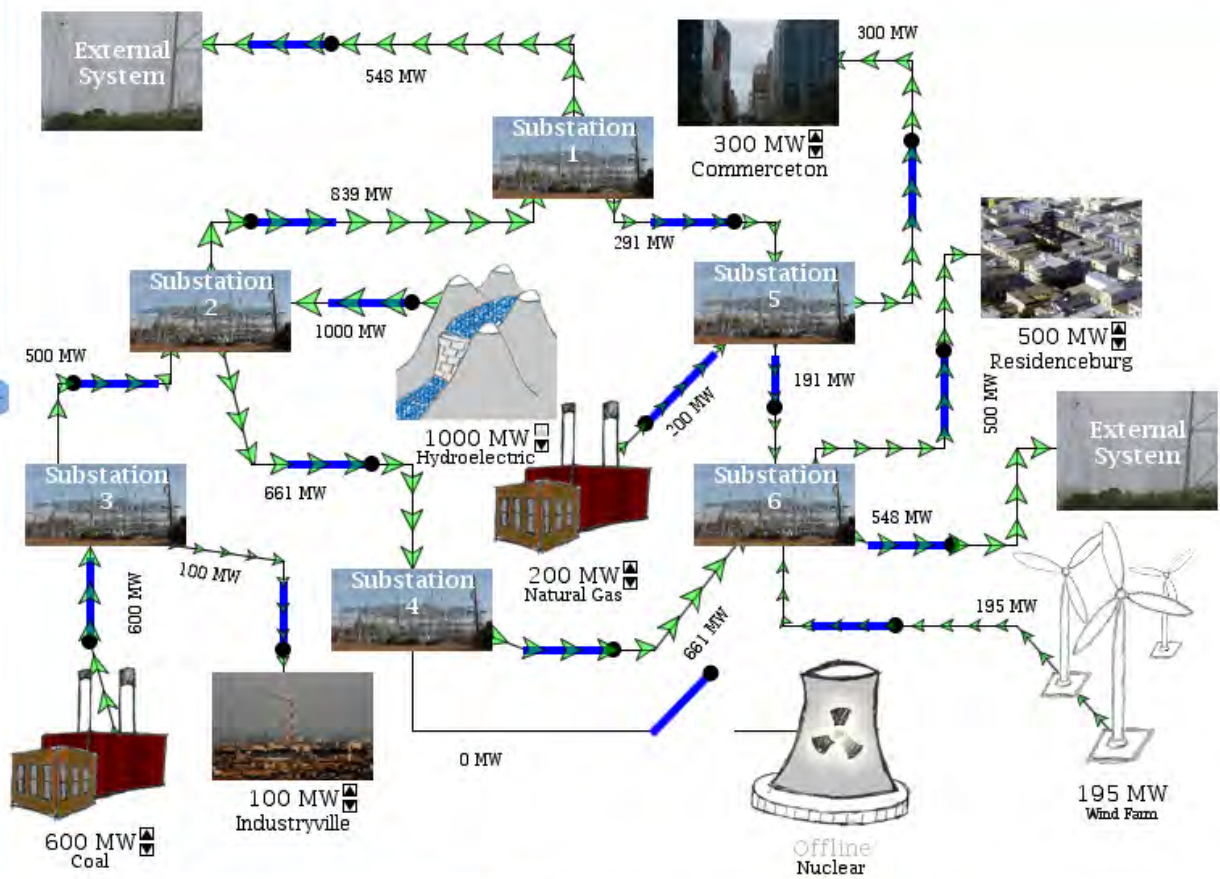 External
System
548 MW
Substation
1
300 MW
300 MW
Commerceton
839 MW
291 MW
Substation
2
1000 MW
Substation
5
500 MW
Residenceburg
500 MW
191 MW
200 MW
500 MW
1000 MW
Hydroelectric
External
System
Substation
3
661 MW
Substation
6
548 MW
100 MW
600 MW
Substation
4
200 MW
Natural Gas
195 MW
661 MW
0 MW
100 MW
Industryville
195 MW
Wind Farm
600 MW
Coal
Offline
Nuclear